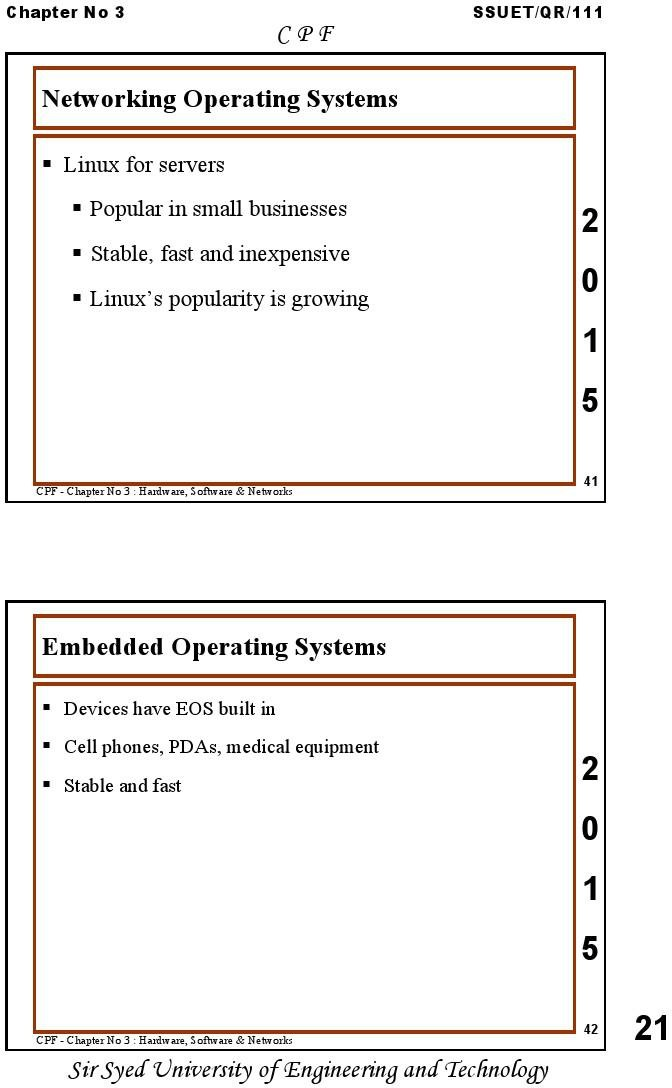 Chapter No 3 SSUET/QR/111
C P F
Networking Operating Systems
▪ Linux for servers
▪ Popular in small businesses
▪ Stable, fast and inexpensive
▪ Linux's popularity is growing
2
0
1
5
41
CPF - Chapter No 3 : Hardware, Software & Networks
Embedded Operating Systems
▪ Devices have EOS built in
▪ Cell phones, PDAs, medical equipment
▪ Stable and fast
2
0
1
5
42
CPF - Chapter No 3 : Hardware, Software & Networks
21
Sir Syed University of Engineering and Technology